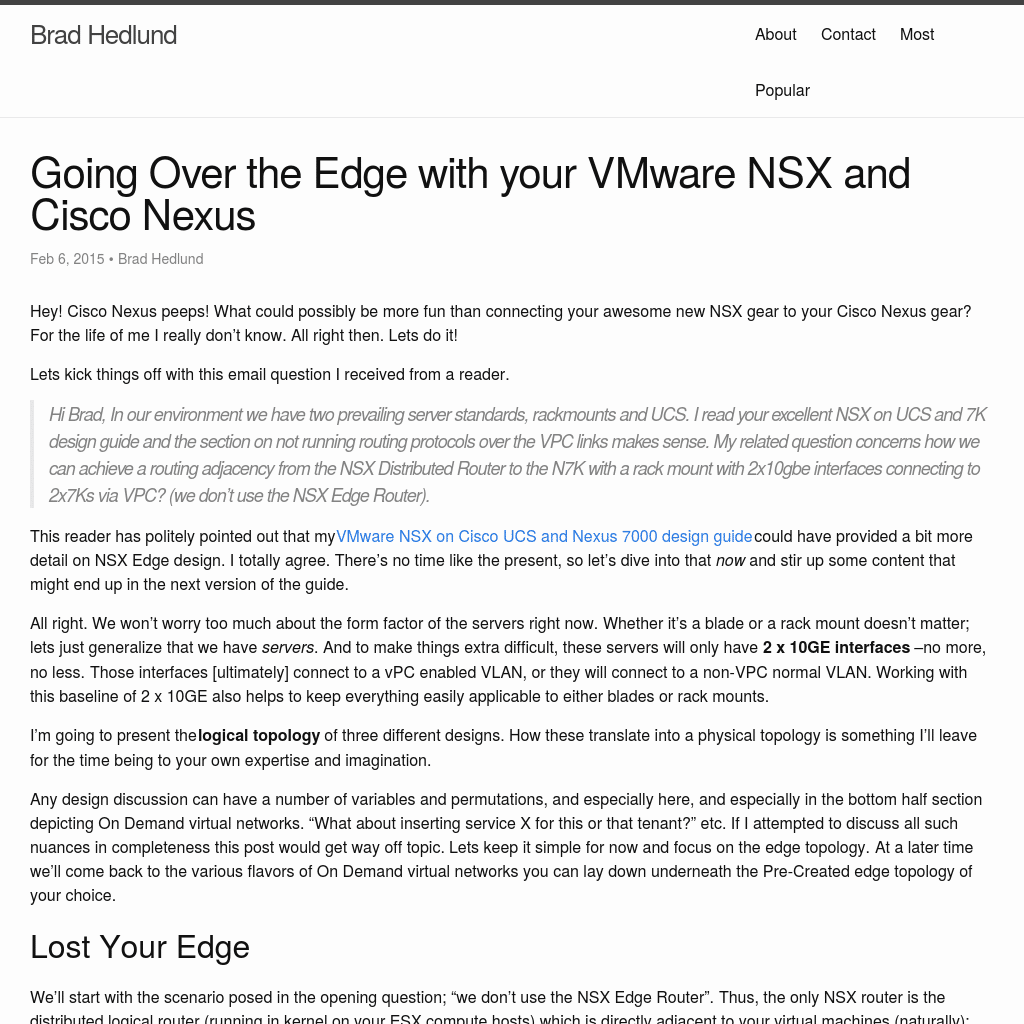 Brad Hedlund
About Contact Most
Popular
Going Over the Edge with your VMware NSX and
Cisco Nexus
Feb 6, 2015 • Brad Hedlund
Hey! Cisco Nexus peeps! What could possibly be more fun than connecting your awesome new NSX gear to your Cisco Nexus gear?
For the life of me I really don’t know. All right then. Lets do it!
Lets kick things off with this email question I received from a reader.
Hi Brad, In our environment we have two prevailing server standards, rackmounts and UCS. I read your excellent NSX on UCS and 7K
design guide and the section on not running routing protocols over the VPC links makes sense. My related question concerns how we
can achieve a routing adjacency from the NSX Distributed Router to the N7K with a rack mount with 2x10gbe interfaces connecting to
2x7Ks via VPC? (we don’t use the NSX Edge Router).
This reader has politely pointed out that my VMware NSX on Cisco UCS and Nexus 7000 design guide could have provided a bit more
detail on NSX Edge design. I totally agree. There’s no time like the present, so let’s dive into that now and stir up some content that
might end up in the next version of the guide.
All right. We won’t worry too much about the form factor of the servers right now. Whether it’s a blade or a rack mount doesn’t matter;
lets just generalize that we have servers. And to make things extra difficult, these servers will only have 2 x 10GE interfaces –no more,
no less. Those interfaces [ultimately] connect to a vPC enabled VLAN, or they will connect to a non-VPC normal VLAN. Working with
this baseline of 2 x 10GE also helps to keep everything easily applicable to either blades or rack mounts.
I’m going to present the logical topology of three different designs. How these translate into a physical topology is something I’ll leave
for the time being to your own expertise and imagination.
Any design discussion can have a number of variables and permutations, and especially here, and especially in the bottom half section
depicting On Demand virtual networks. “What about inserting service X for this or that tenant?” etc. If I attempted to discuss all such
nuances in completeness this post would get way off topic. Lets keep it simple for now and focus on the edge topology. At a later time
we’ll come back to the various flavors of On Demand virtual networks you can lay down underneath the Pre-Created edge topology of
your choice.
Lost Your Edge
We’ll start with the scenario posed in the opening question; “we don’t use the NSX Edge Router”. Thus, the only NSX router is the
distributed logical router (running in kernel on your ESX compute hosts) which is directly adjacent to your virtual machines (naturally);